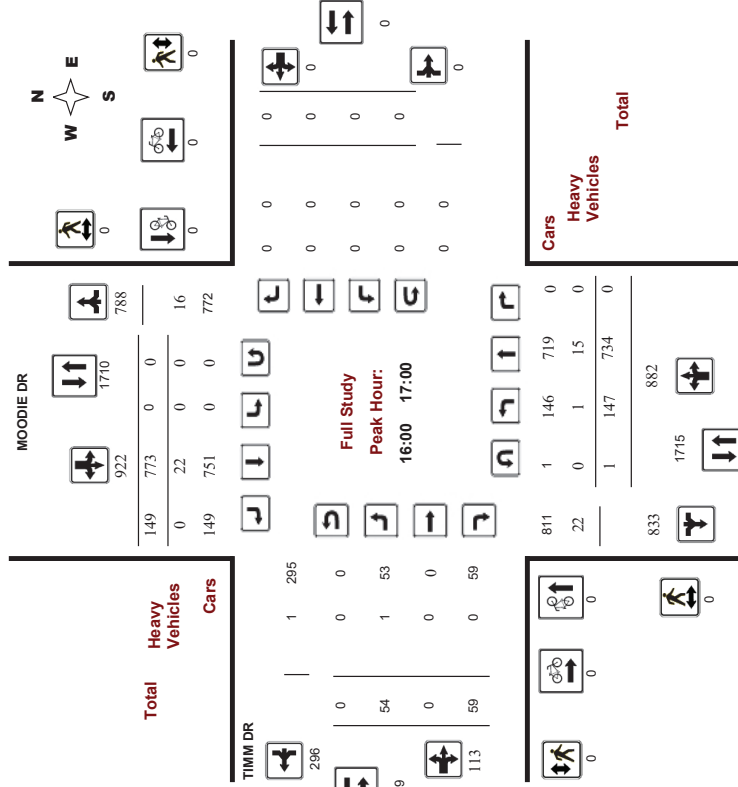 N
W E
S
0 0
0 0
MOODIE DR
922 1710 788
149 773 0 0
0 22 0 0 16
149 751 0 0 772
Total
Heavy
Vehicles
Cars
0
0
0
0 0 0
0 0 0
0 0 0
0 0 0
0
Full Study
Peak Hour:
16:00 17:00
TIMM DR
296
113
9
1 295
0 0 0
54 1 53
0 0 0
59 0 59
811 1 146 719 0
22 0 1 15 0
1 147 734 0
833 1715 882
Cars
Heavy
Vehicles
Total
0 0 0
0